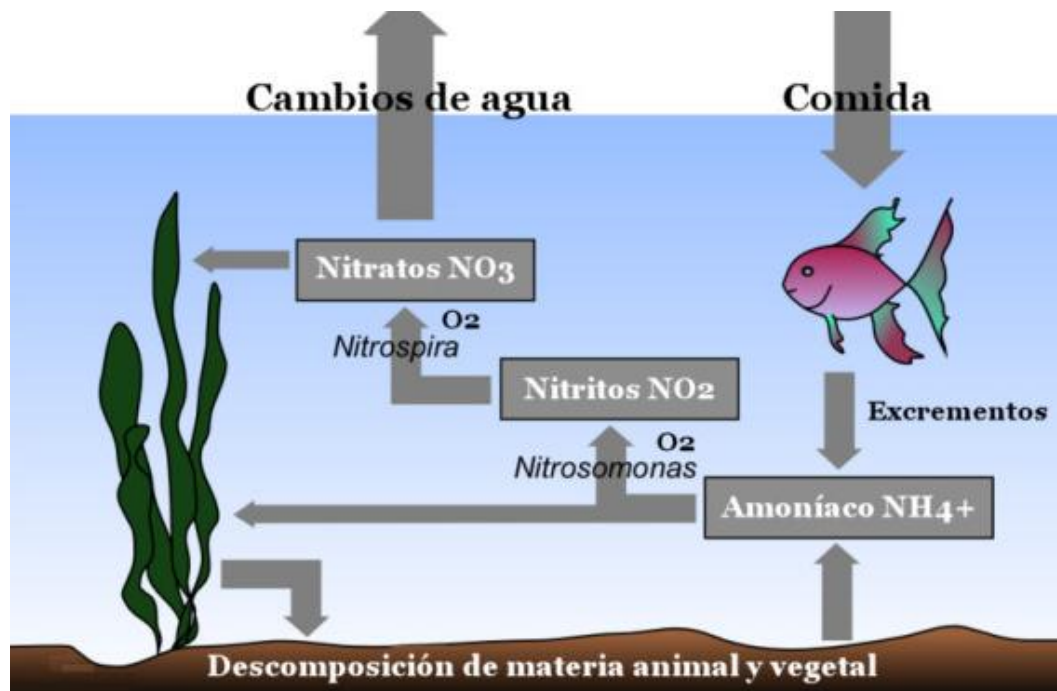 Cambios de agua
Comida
Nitratos NO3
O2
Nitrospira
Nitritos NO2
Excrementos
O2
Nitrosomonas
Amoníaco NH4+
Descomposición de materia animal y vegetal